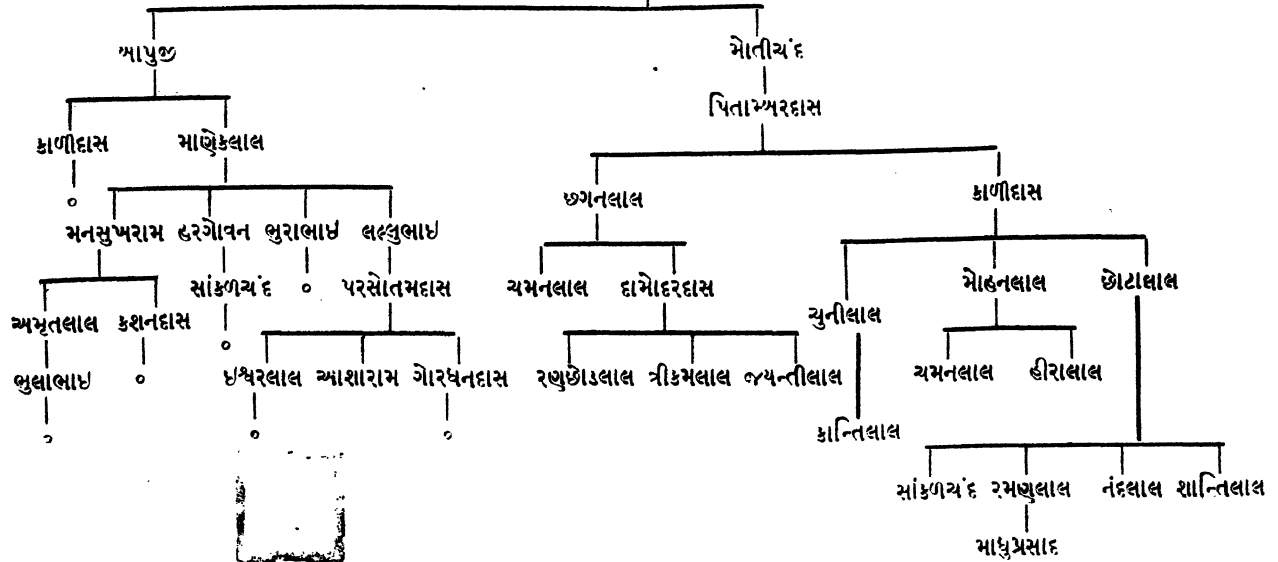 બાપુજી મોતીચંદ
પિતામ્બરદાસ
કાળીદાસ માણેકલાલ
છગનલાલ કાળીદાસ
મનસુખરામ હરગોવન ભુરાભાઈ લલ્લુભાઈ
સાંકળચંદ પરસોતમદાસ ચમનલાલ દામોદરદાસ મોહનલાલ છોટાલાલ
અમૃતલાલ કશનદાસ ચુનીલાલ
ભુલાભાઈ ઇશ્વરલાલ આશારામ ગોરધનદાસ રણછોડલાલ ત્રીકમલાલ જયન્તીલાલ ચમનલાલ હીરાલાલ
કાન્તિલાલ
સાંકળચંદ રમણલાલ નંદલાલ શાન્તિલાલ
માધુપ્રસાદ